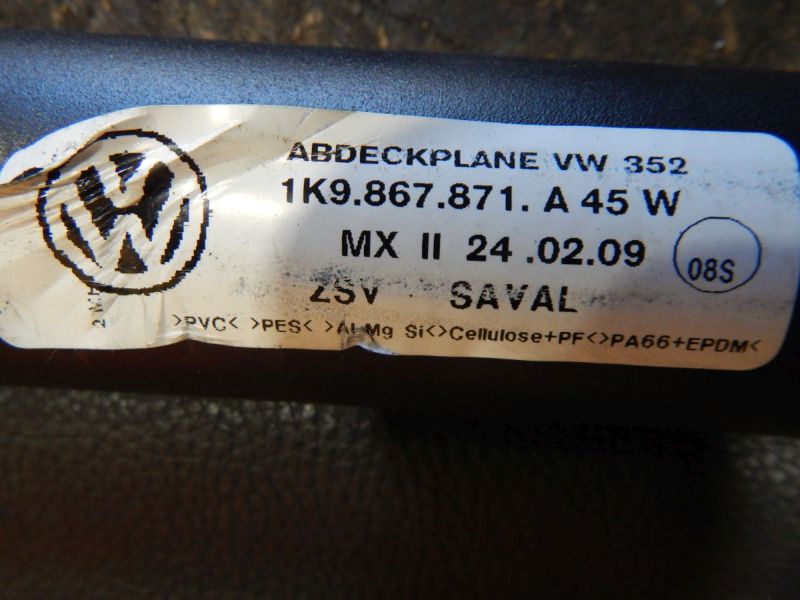 ABDECKPLANE VW 352
1K9.867.871. A 45 W
MX II 24 .02.09
08S
ZSV SAVAL
>PVC< >PES< >Al Mg Si<>Cellulose+PF<>PA66+EPDM<